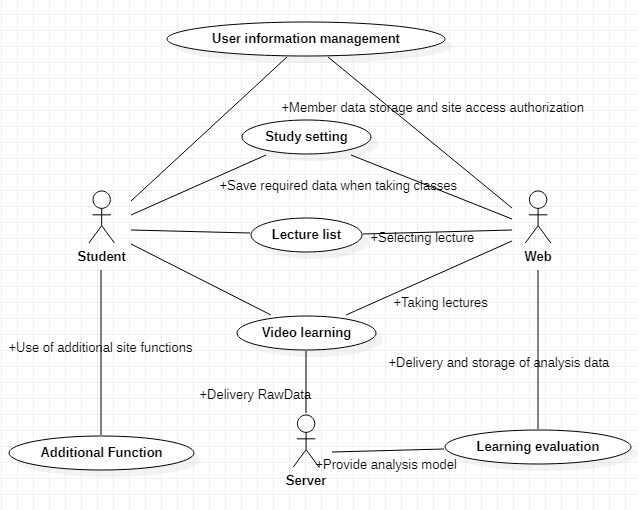 User information management
+Member data storage and site access authorization
Study setting
+Save required data when taking classes
Lecture list
+Selecting lecture
Student
Web
+Taking lectures
Video learning
+Use of additional site functions
+Delivery and storage of analysis data
+Delivery RawData
Additional Function
Learning evaluation
+Provide analysis model
Server